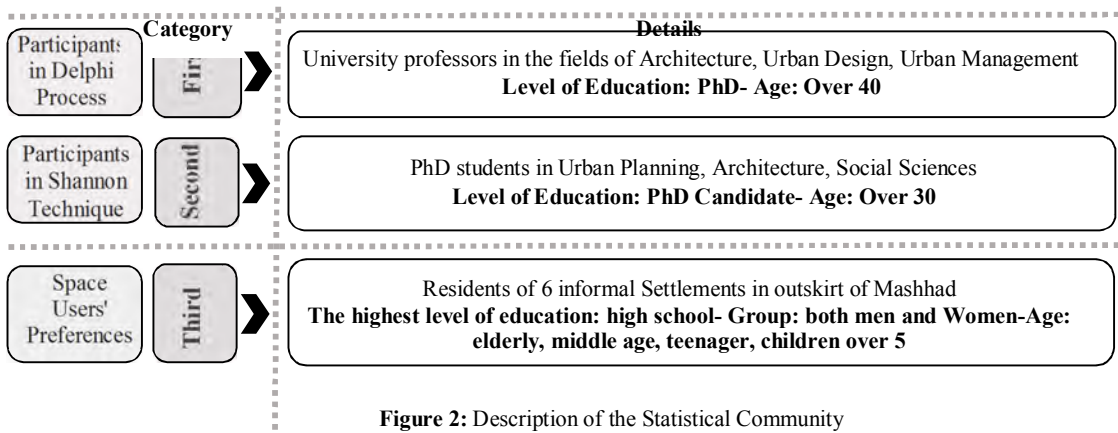 Category
Details
Participants
in Delphi
Process
Firs
University professors in the fields of Architecture, Urban Design, Urban Management
Level of Education: PhD- Age: Over 40
Participants
in Shannon
Technique
Second
PhD students in Urban Planning, Architecture, Social Sciences
Level of Education: PhD Candidate- Age: Over 30
Space
Users'
Preferences
Third
Residents of 6 informal Settlements in outskirt of Mashhad
The highest level of education: high school- Group: both men and Women-Age:
elderly, middle age, teenager, children over 5
Figure 2: Description of the Statistical Community